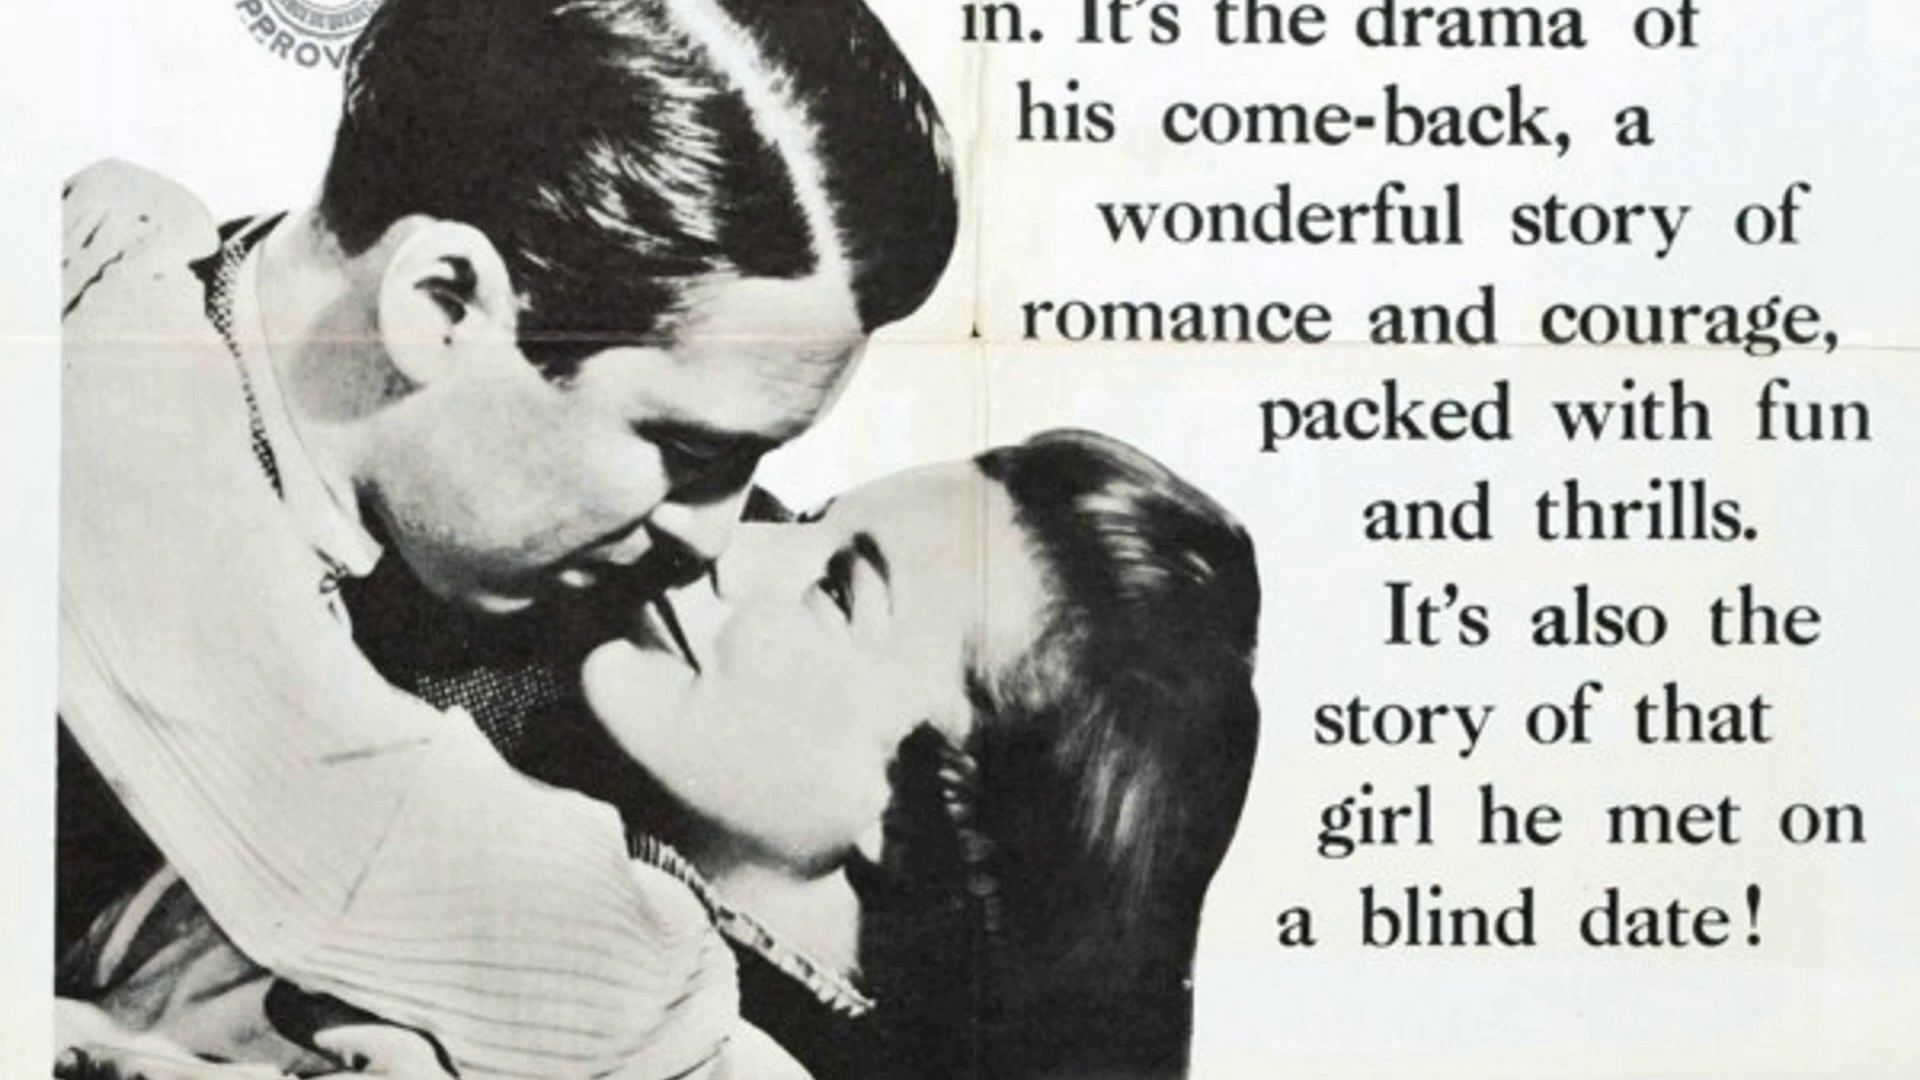 PPROV
in. It's the drama of
his come-back, a
wonderful story of
romance and courage,
packed with fun
and thrills.
It's also the
story of that
girl he met on
a blind date!